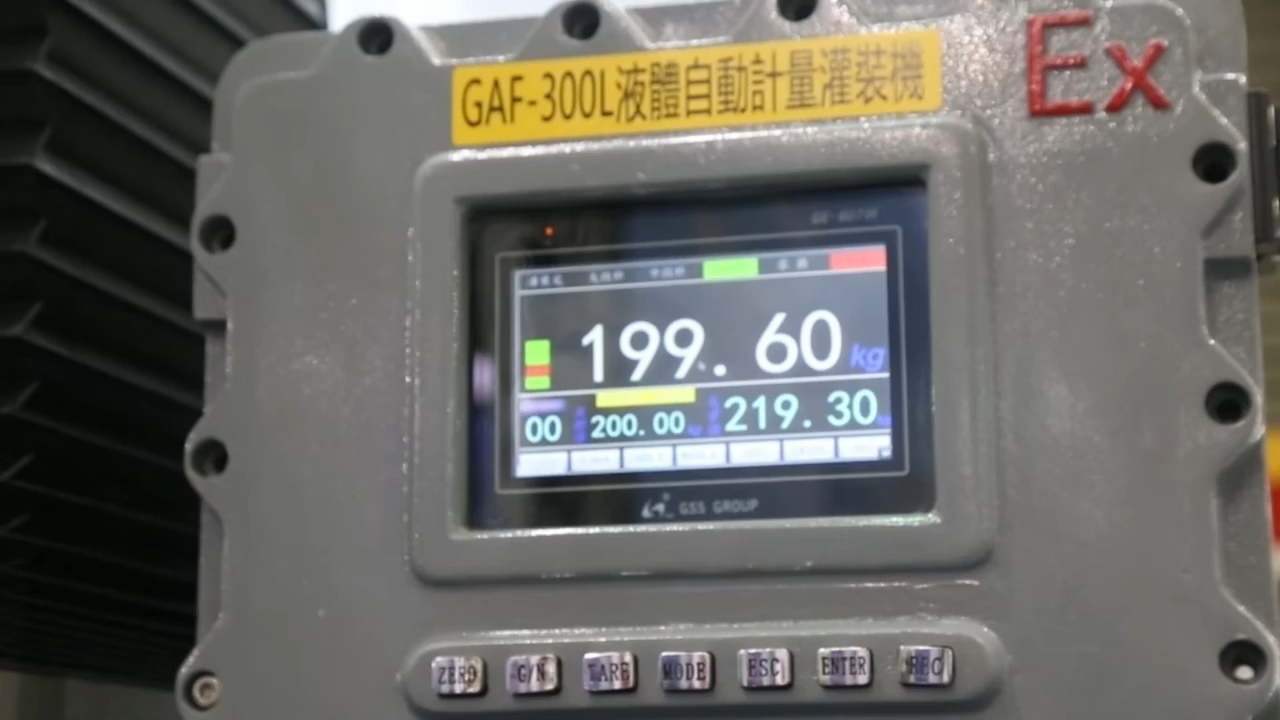 GAF-300L液體自動計量灌裝機
Ex
199.60 kg
00 200.00 219.30
GSS GROUP
ZERO G/N TARE MODE ESC ENTER REC